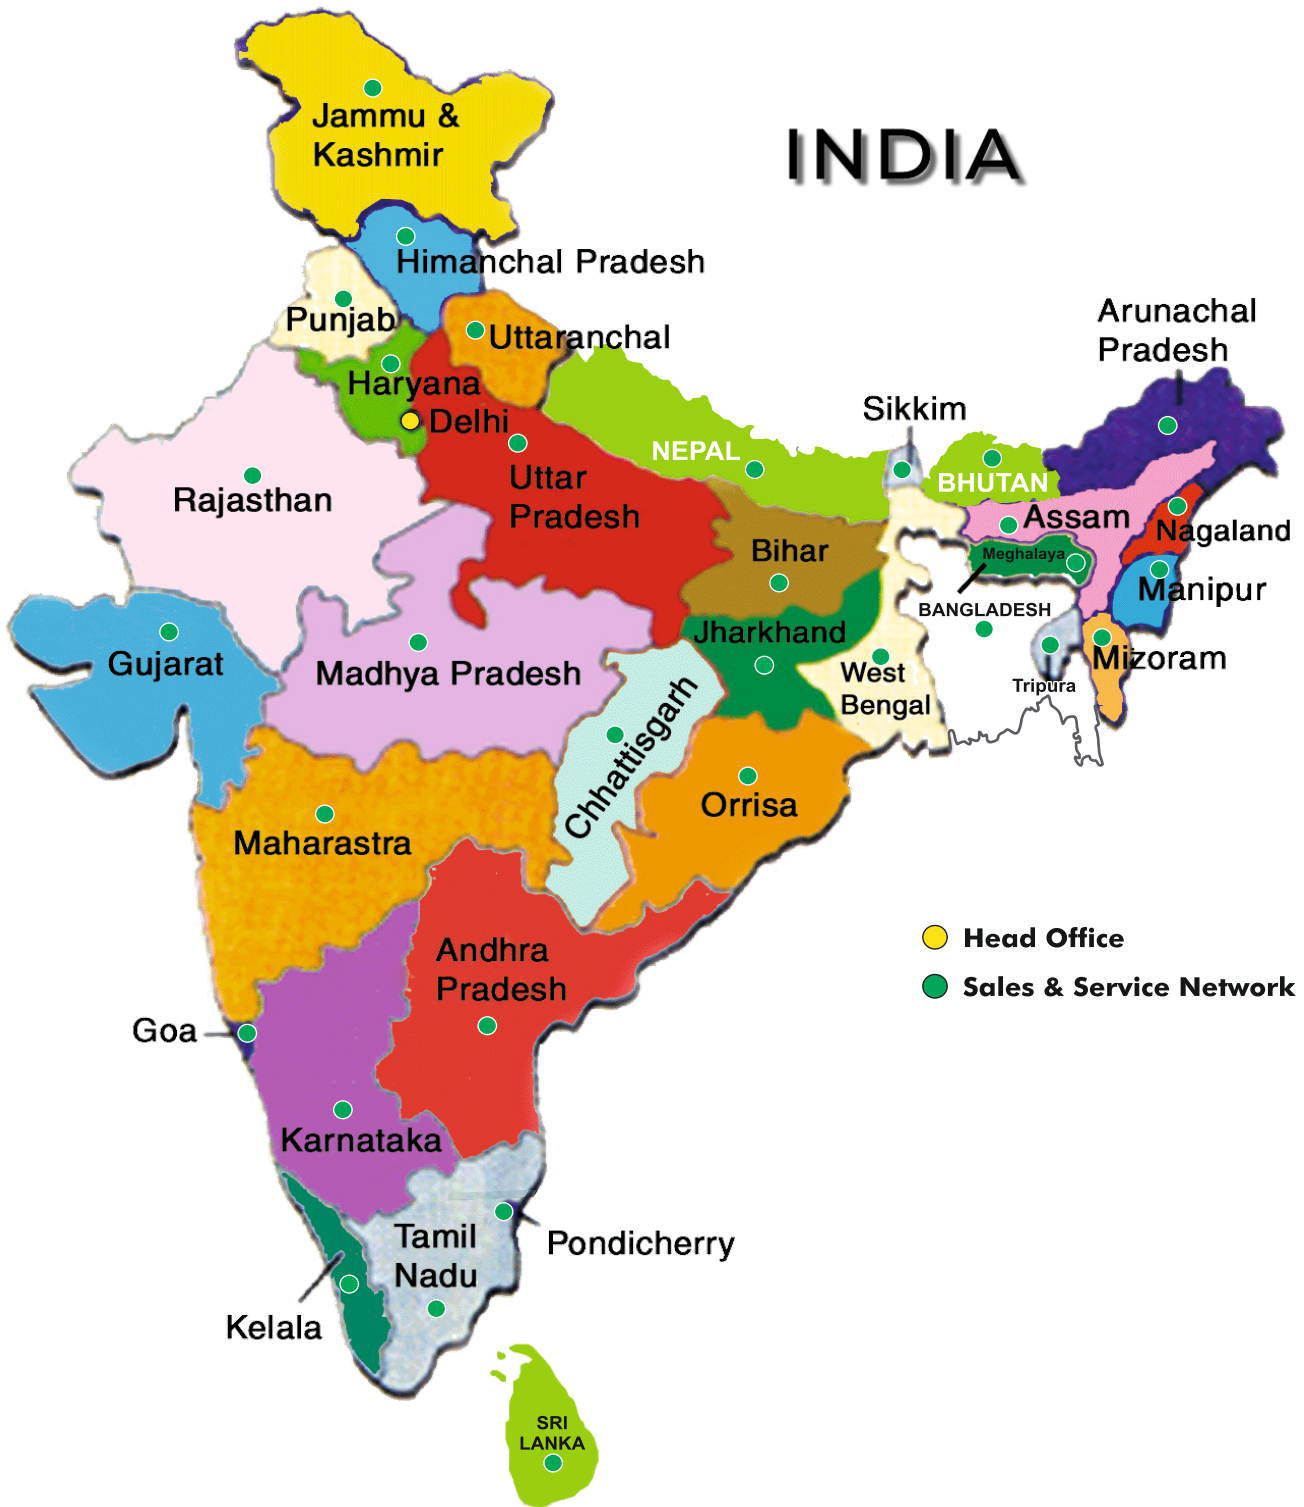 INDIA
Jammu &
Kashmir
Himanchal Pradesh
Punjab
Uttaranchal
Arunachal
Pradesh
Haryana
Delhi
Sikkim
NEPAL
BHUTAN
Uttar
Pradesh
Rajasthan
Assam
Nagaland
Bihar
Meghalaya
Manipur
BANGLADESH
Jharkhand
Gujarat
Madhya Pradesh
West
Bengal
Mizoram
Tripura
Chhattisgarh
Orrisa
Maharastra
Head Office
Sales & Service Network
Andhra
Pradesh
Goa
Karnataka
Tamil
Nadu
Pondicherry
Kelala
SRI
LANKA